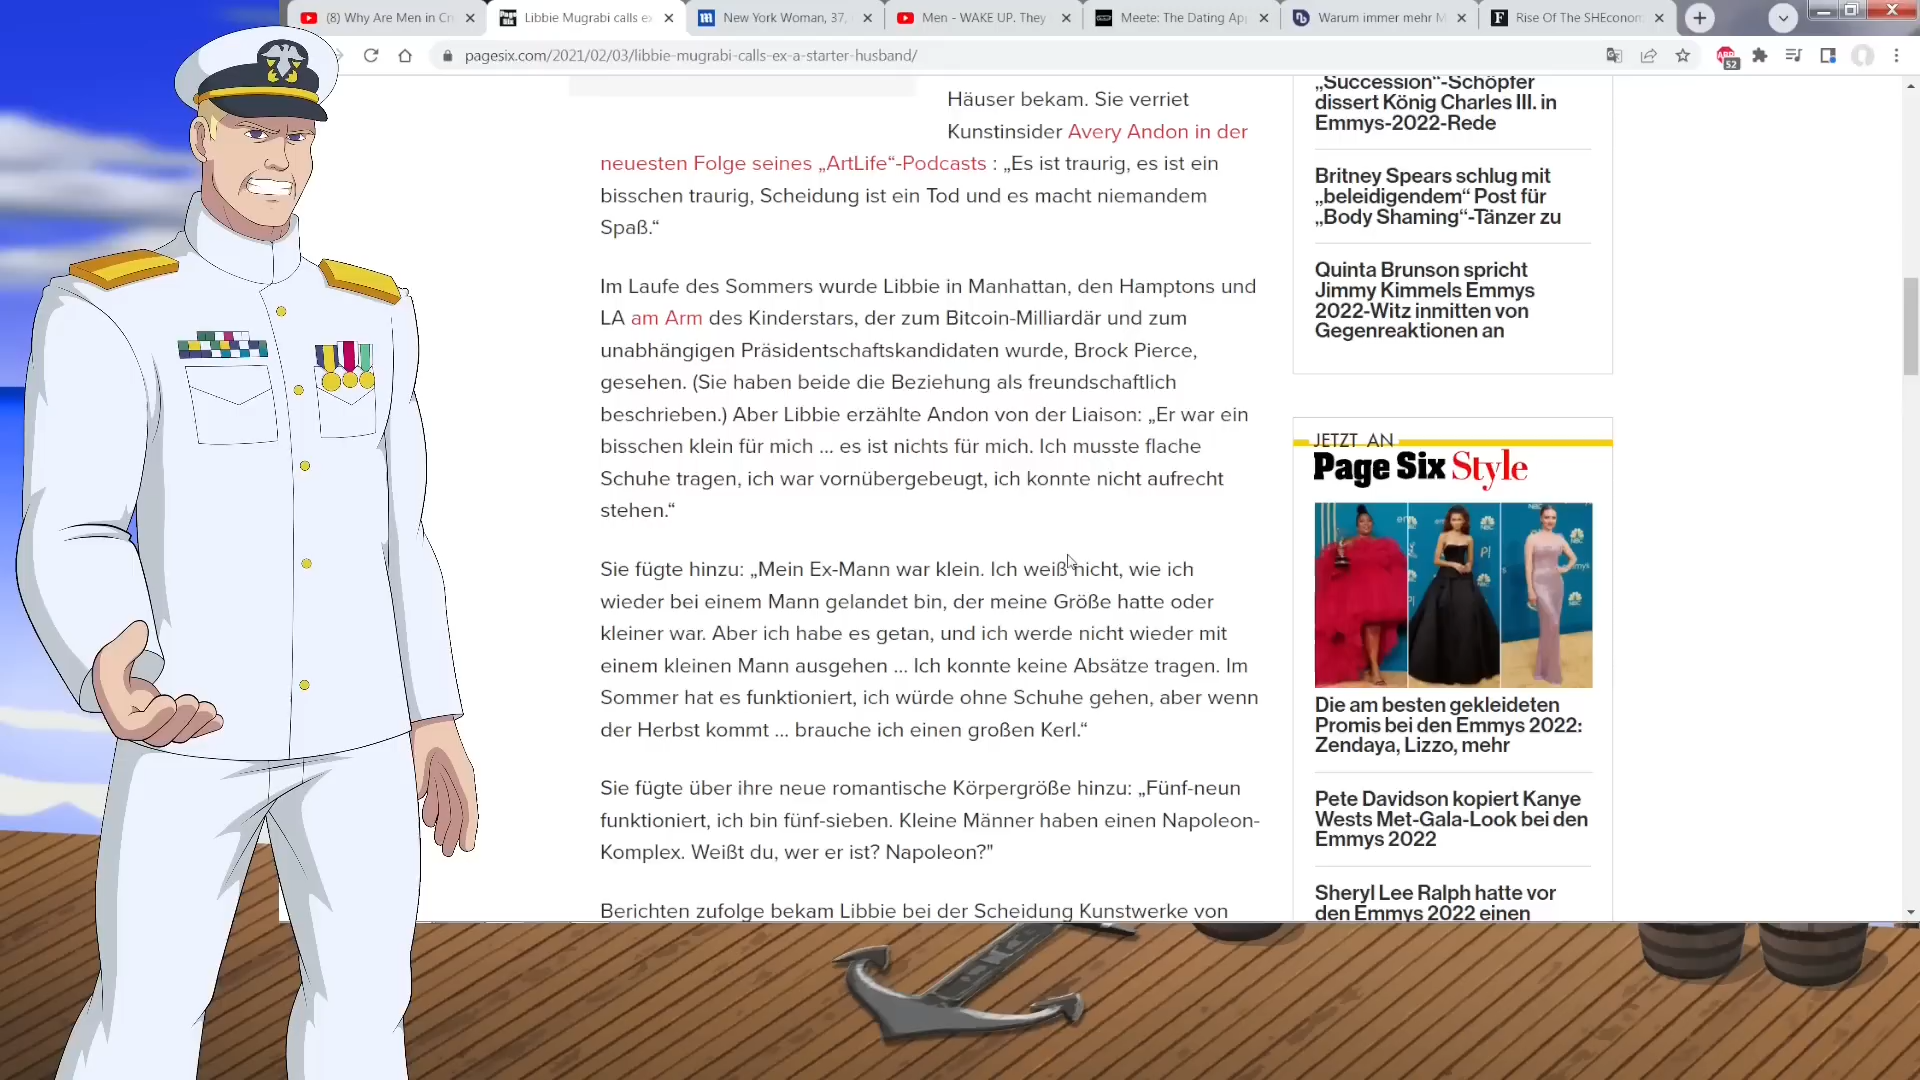 (8) Why Are Men in Cr
Libbie Mugrabi calls ex
New York Woman, 37,
Men - WAKE UP. They
Meete: The Dating Ap
Warum immer mehr M
Rise Of The SHEconom
pagesix.com/2021/02/03/libbie-mugrabi-calls-ex-a-starter-husband/
52
Häuser bekam. Sie verriet
Kunstinsider Avery Andon in der
neuesten Folge seines „ArtLife“-Podcasts : „Es ist traurig, es ist ein
bisschen traurig, Scheidung ist ein Tod und es macht niemandem
Spaß.“
Im Laufe des Sommers wurde Libbie in Manhattan, den Hamptons und
LA am Arm des Kinderstars, der zum Bitcoin-Milliardär und zum
unabhängigen Präsidentschaftskandidaten wurde, Brock Pierce,
gesehen. (Sie haben beide die Beziehung als freundschaftlich
beschrieben.) Aber Libbie erzählte Andon von der Liaison: „Er war ein
bisschen klein für mich ... es ist nichts für mich. Ich musste flache
Schuhe tragen, ich war vornübergebeugt, ich konnte nicht aufrecht
stehen.“
Sie fügte hinzu: „Mein Ex-Mann war klein. Ich weiß nicht, wie ich
wieder bei einem Mann gelandet bin, der meine Größe hatte oder
kleiner war. Aber ich habe es getan, und ich werde nicht wieder mit
einem kleinen Mann ausgehen ... Ich konnte keine Absätze tragen. Im
Sommer hat es funktioniert, ich würde ohne Schuhe gehen, aber wenn
der Herbst kommt ... brauche ich einen großen Kerl.“
Sie fügte über ihre neue romantische Körpergröße hinzu: „Fünf-neun
funktioniert, ich bin fünf-sieben. Kleine Männer haben einen Napoleon-
Komplex. Weißt du, wer er ist? Napoleon?"
Berichten zufolge bekam Libbie bei der Scheidung Kunstwerke von
„Succession“-Schöpfer
dissert König Charles III. in
Emmys-2022-Rede
Britney Spears schlug mit
„beleidigendem“ Post für
„Body Shaming“-Tänzer zu
Quinta Brunson spricht
Jimmy Kimmels Emmys
2022-Witz inmitten von
Gegenreaktionen an
JETZT AN
Page Six Style
Die am besten gekleideten
Promis bei den Emmys 2022:
Zendaya, Lizzo, mehr
Pete Davidson kopiert Kanye
Wests Met-Gala-Look bei den
Emmys 2022
Sheryl Lee Ralph hatte vor
den Emmys 2022 einen